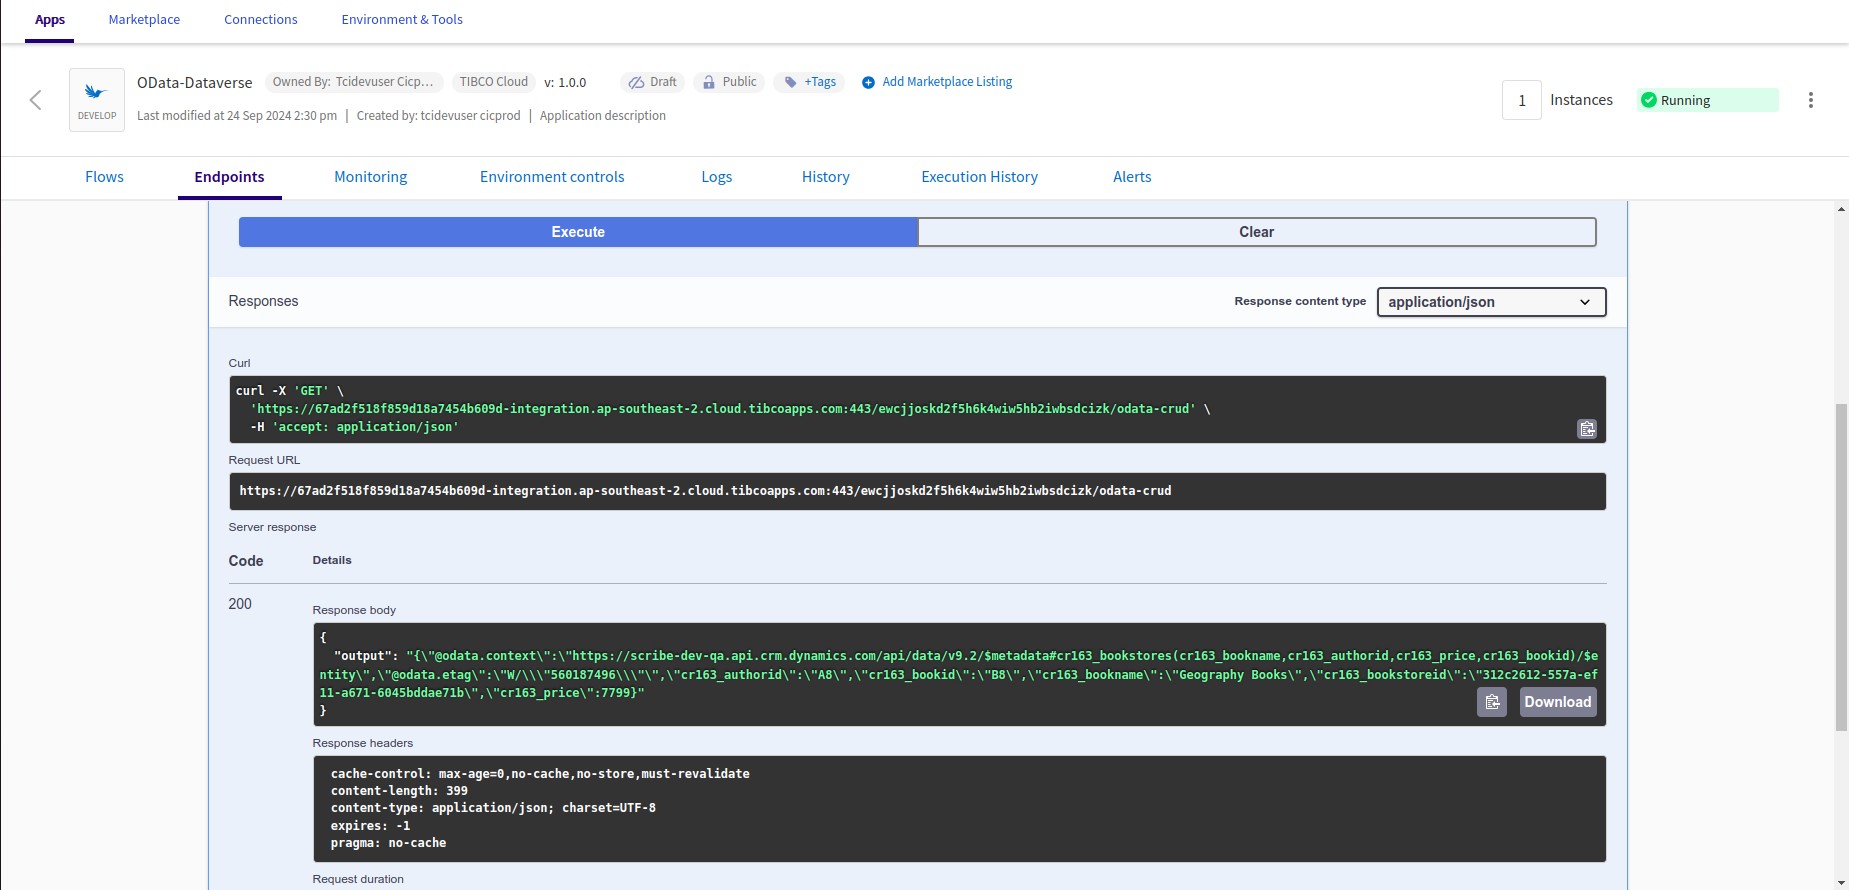 Apps Marketplace Connections Environment & Tools
OData-Dataverse Owned By: Tcidevuser Cicp... TIBCO Cloud v: 1.0.0 Draft Public +Tags Add Marketplace Listing
DEVELOP
Last modified at 24 Sep 2024 2:30 pm | Created by: tcidevuser cicprod | Application description
1 Instances Running
Flows Endpoints Monitoring Environment controls Logs History Execution History Alerts
Execute Clear
Responses Response content type application/json
Curl
curl -X 'GET' \
'https://67ad2f518f859d18a7454b609d-integration.ap-southeast-2.cloud.tibcoapps.com:443/ewcjjoskd2f5h6k4wiw5hb2iwbsdcizk/odata-crud' \
-H 'accept: application/json'
Request URL
https://67ad2f518f859d18a7454b609d-integration.ap-southeast-2.cloud.tibcoapps.com:443/ewcjjoskd2f5h6k4wiw5hb2iwbsdcizk/odata-crud
Server response
Code Details
200
Response body
{
"output": "{\"@odata.context\":\"https://scribe-dev-qa.api.crm.dynamics.com/api/data/v9.2/$metadata#cr163_bookstores(cr163_bookname,cr163_authorid,cr163_price,cr163_bookid)/$e
ntity\",\"@odata.etag\":\"W/\\\"560187496\\\"\",\"cr163_authorid\":\"A8\",\"cr163_bookid\":\"B8\",\"cr163_bookname\":\"Geography Books\",\"cr163_bookstoreid\":\"312c2612-557a-ef
11-a671-6045bddae71b\",\"cr163_price\":7799}"
}
Download
Response headers
cache-control: max-age=0,no-cache,no-store,must-revalidate
content-length: 399
content-type: application/json; charset=UTF-8
expires: -1
pragma: no-cache
Request duration